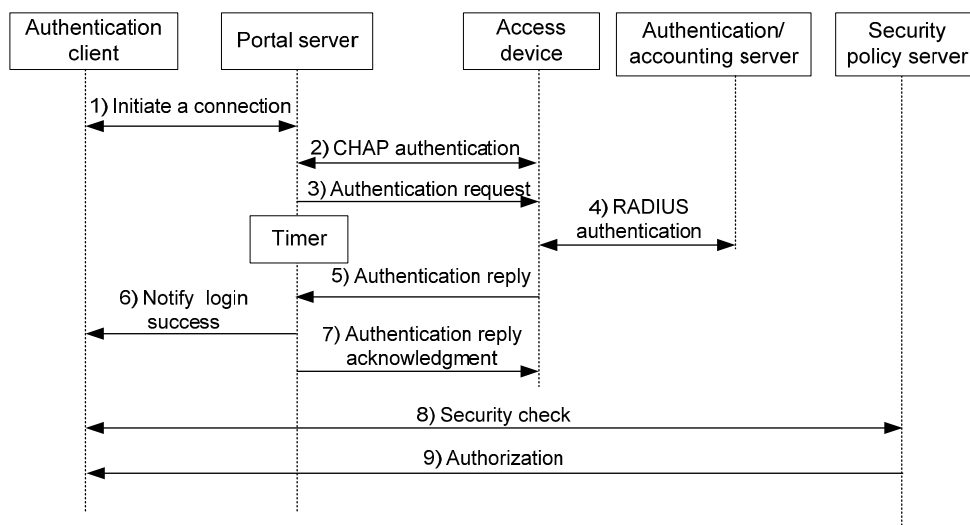 Authentication
client
Portal server
Access
device
Authentication/
accounting server
Security
policy server
1) Initiate a connection
2) CHAP authentication
3) Authentication request
Timer
4) RADIUS
authentication
5) Authentication reply
6) Notify login
success
7) Authentication reply
acknowledgment
8) Security check
9) Authorization